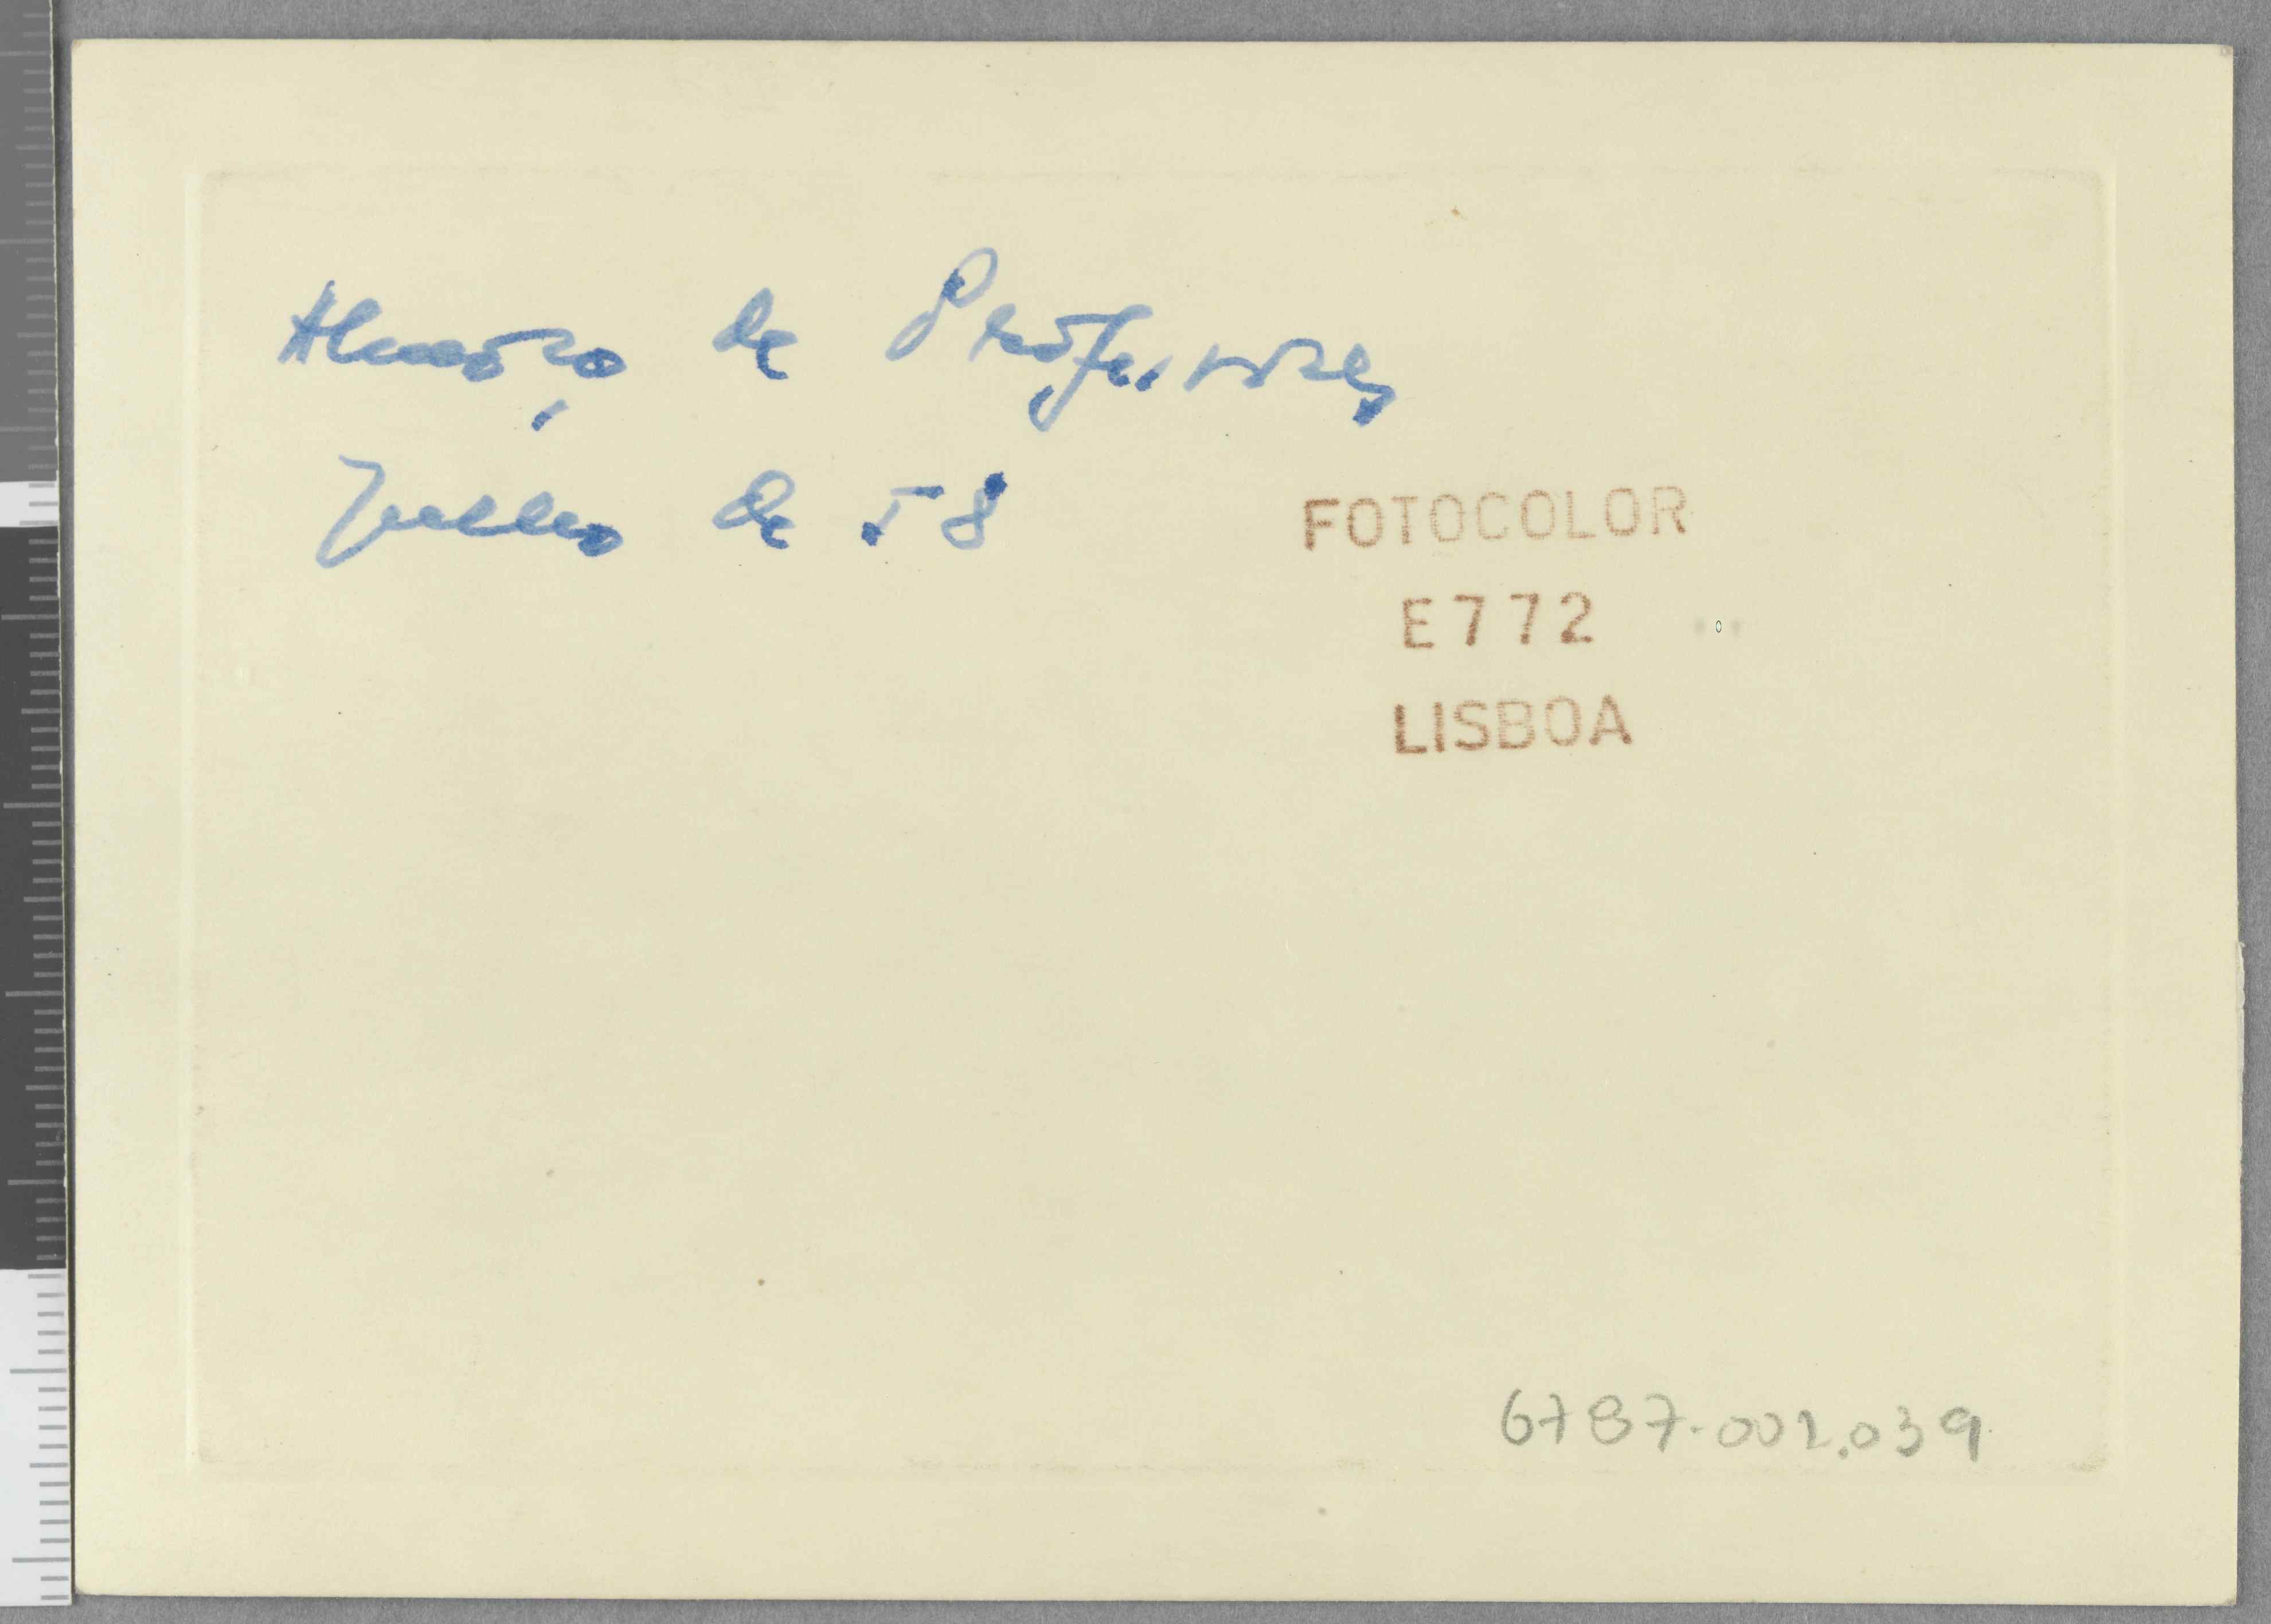 Almoço de Professores
Julho de 58
FOTOCOLOR
E772
LISBOA
6787.002.039